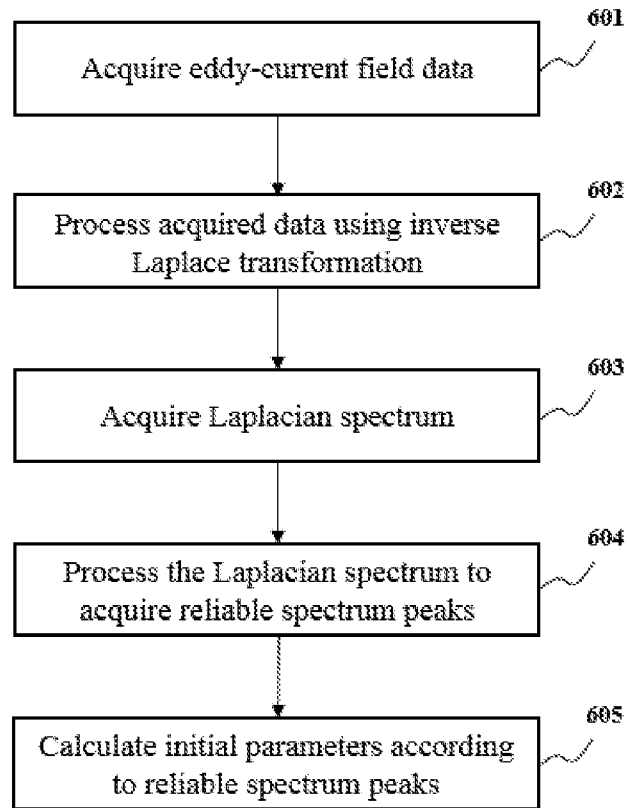 601
Acquire eddy-current field data
602
Process acquired data using inverse
Laplace transformation
603
Acquire Laplacian spectrum
604
Process the Laplacian spectrum to
acquire reliable spectrum peaks
605
Calculate initial parameters according
to reliable spectrum peaks